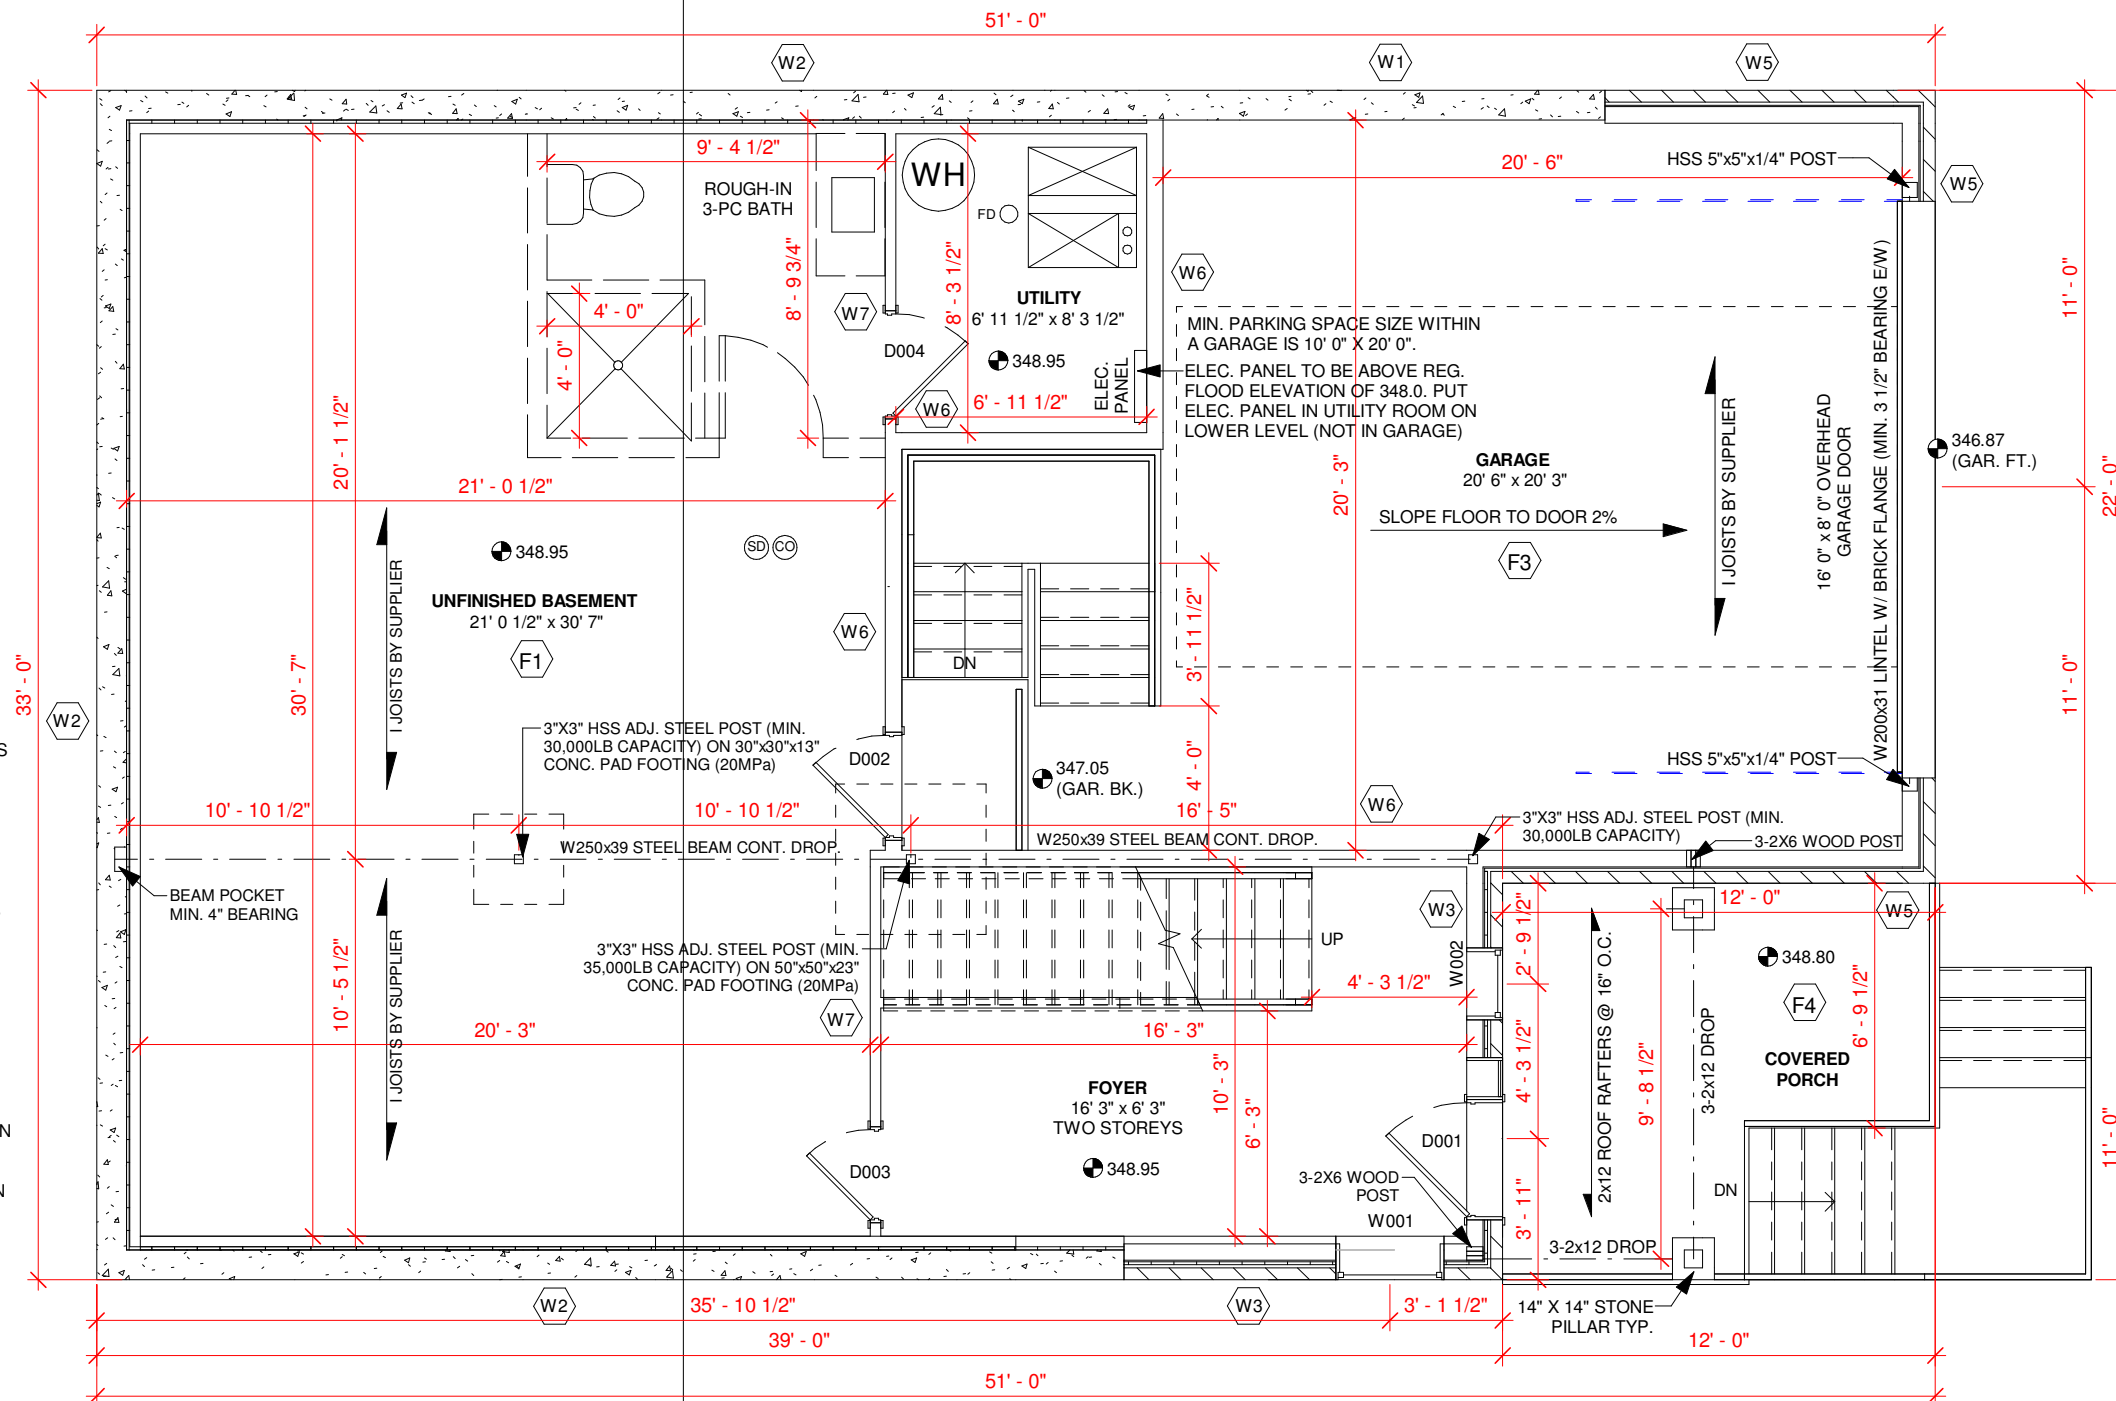 51' - 0"
W2
W1
W5
9' - 4 1/2"
ROUGH-IN
3-PC BATH
WH
FD
20' - 6"
HSS 5"x5"x1/4" POST
W5
8' - 9 3/4"
8' - 3 1/2"
W6
W7
UTILITY
6' 11 1/2" x 8' 3 1/2"
D004
348.95
ELEC.
PANEL
W6
6' - 11 1/2"
4' - 0"
4' - 0"
MIN. PARKING SPACE SIZE WITHIN
A GARAGE IS 10' 0" X 20' 0".
ELEC. PANEL TO BE ABOVE REG.
FLOOD ELEVATION OF 348.0. PUT
ELEC. PANEL IN UTILITY ROOM ON
LOWER LEVEL (NOT IN GARAGE)
GARAGE
20' 6" x 20' 3"
SLOPE FLOOR TO DOOR 2%
F3
20' - 3"
I JOISTS BY SUPPLIER
16' 0" x 8' 0" OVERHEAD
GARAGE DOOR
W200x31 LINTEL W/ BRICK FLANGE (MIN. 3 1/2" BEARING E/W)
346.87
(GAR. FT.)
11' - 0"
22' - 0"
11' - 0"
20' - 1 1/2"
21' - 0 1/2"
348.95
SD
CO
UNFINISHED BASEMENT
21' 0 1/2" x 30' 7"
F1
I JOISTS BY SUPPLIER
30' - 7"
33' - 0"
W2
S
W6
DN
3' - 11 1/2"
3"X3" HSS ADJ. STEEL POST (MIN.
30,000LB CAPACITY) ON 30"x30"x13"
CONC. PAD FOOTING (20MPa)
D002
347.05
(GAR. BK.)
4' - 0"
HSS 5"x5"x1/4" POST
W6
10' - 10 1/2"
10' - 10 1/2"
16' - 5"
3"X3" HSS ADJ. STEEL POST (MIN.
30,000LB CAPACITY)
3-2X6 WOOD POST
W250x39 STEEL BEAM CONT. DROP.
W250x39 STEEL BEAM CONT. DROP.
BEAM POCKET
MIN. 4" BEARING
3"X3" HSS ADJ. STEEL POST (MIN.
35,000LB CAPACITY) ON 50"x50"x23"
CONC. PAD FOOTING (20MPa)
W7
UP
W3
W002
4' - 3 1/2"
2' - 9 1/2"
12' - 0"
W5
348.80
F4
6' - 9 1/2"
COVERED
PORCH
10' - 5 1/2"
I JOISTS BY SUPPLIER
20' - 3"
16' - 3"
10' - 3"
6' - 3"
FOYER
16' 3" x 6' 3"
TWO STOREYS
348.95
D003
D001
3-2X6 WOOD
POST
W001
4' - 3 1/2"
3' - 11"
2x12 ROOF RAFTERS @ 16" O.C.
9' - 8 1/2"
3-2x12 DROP
3-2x12 DROP
DN
11' - 0"
N
N
W2
35' - 10 1/2"
W3
3' - 1 1/2"
14" X 14" STONE
PILLAR TYP.
39' - 0"
12' - 0"
51' - 0"